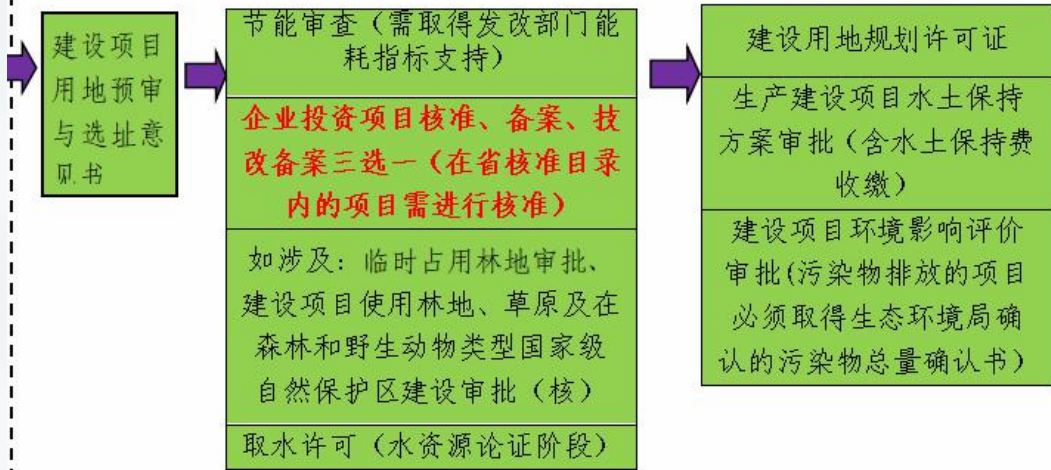 建设项目
用地预审
与选址意
见书
节能审查（需取得发改部门能
耗指标支持）
企业投资项目核准、备案、技
改备案三选一（在省核准目录
内的项目需进行核准）
如涉及：临时占用林地审批、
建设项目使用林地、草原及在
森林和野生动物类型国家级
自然保护区建设审批（核）
取水许可（水资源论证阶段）
建设用地规划许可证
生产建设项目水土保持
方案审批（含水土保持费
收缴）
建设项目环境影响评价
审批(污染物排放的项目
必须取得生态环境局确
认的污染物总量确认书）